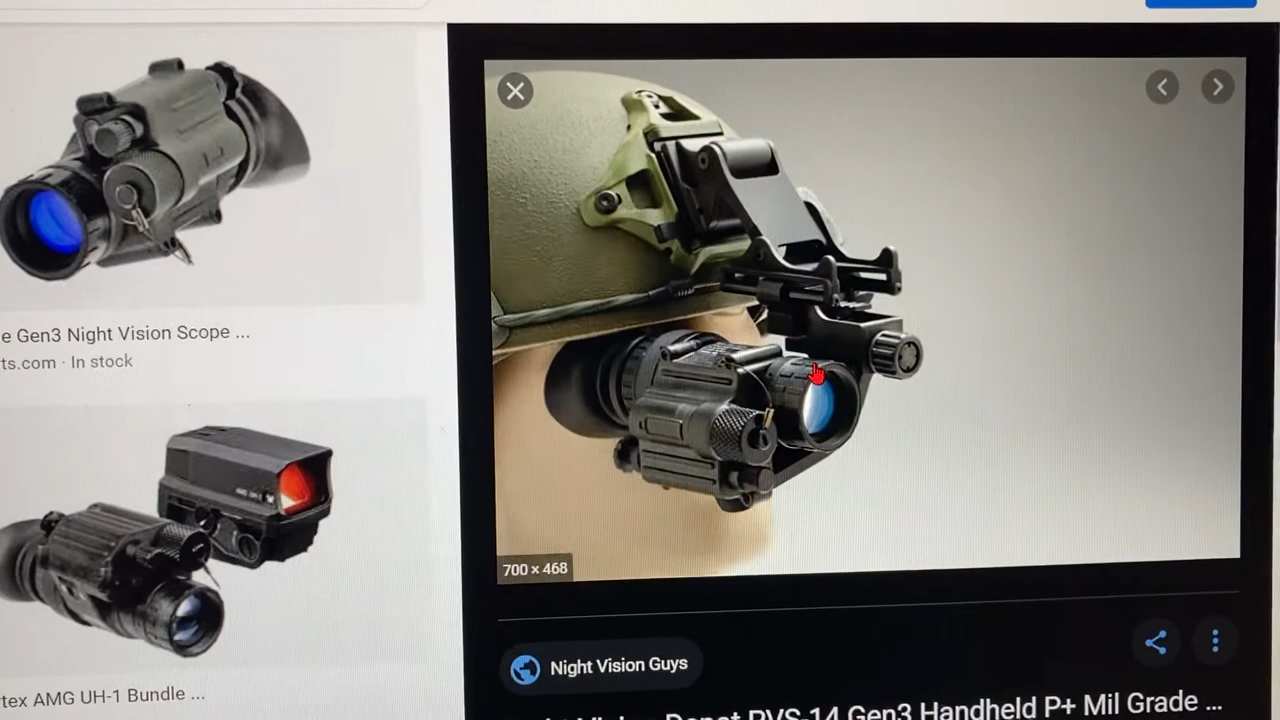 e Gen3 Night Vision Scope ...
ts.com · In stock
tex AMG UH-1 Bundle ...
700 x 468
Night Vision Guys
Depot PVS-14 Gen3 Handheld P+ Mil Grade ...